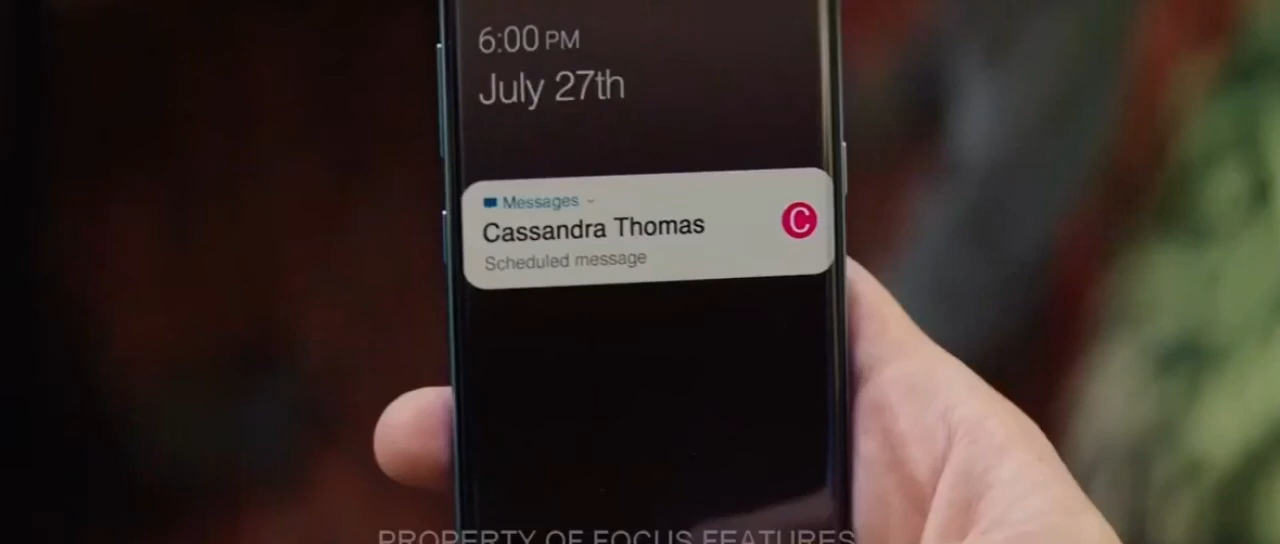 6:00 PM
July 27th
Messages
Cassandra Thomas
C
Scheduled message
PROPERTY OF FOCUS FEATURES